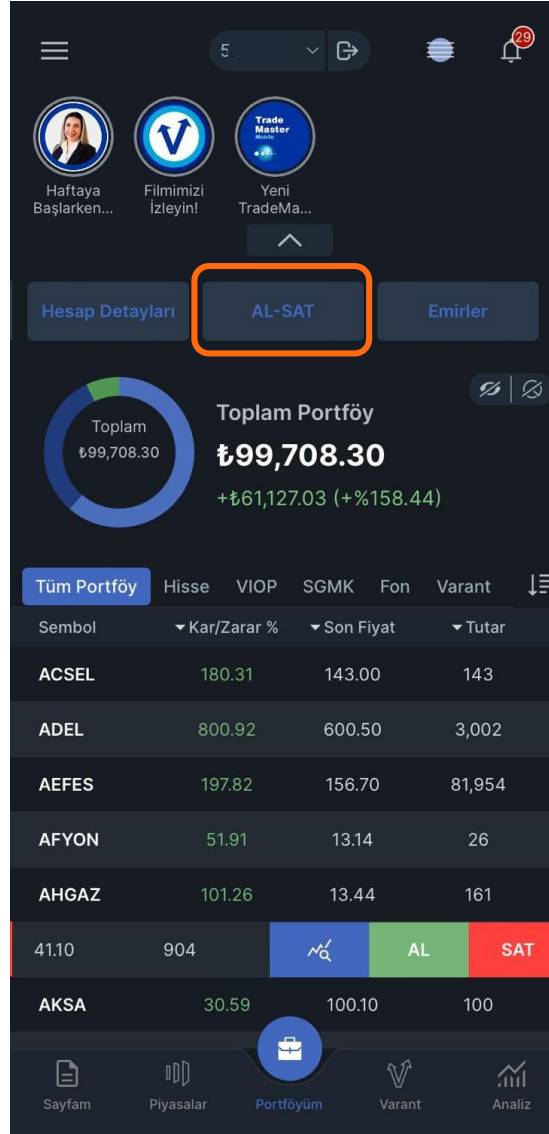 5
29
Trade
Master
Mobile
Haftaya
Başlarken...
Filmimizi
İzleyin!
Yeni
TradeMa...
Hesap Detayları
AL-SAT
Emirler
Toplam
₺99,708.30
Toplam Portföy
₺99,708.30
+₺61,127.03 (+%158.44)
Tüm Portföy Hisse VIOP SGMK Fon Varant
Sembol Kar/Zarar % Son Fiyat Tutar
ACSEL 180.31 143.00 143
ADEL 800.92 600.50 3,002
AEFES 197.82 156.70 81,954
AFYON 51.91 13.14 26
AHGAZ 101.26 13.44 161
41.10 904 AL SAT
AKSA 30.59 100.10 100
Sayfam Piyasalar Portföyüm Varant Analiz